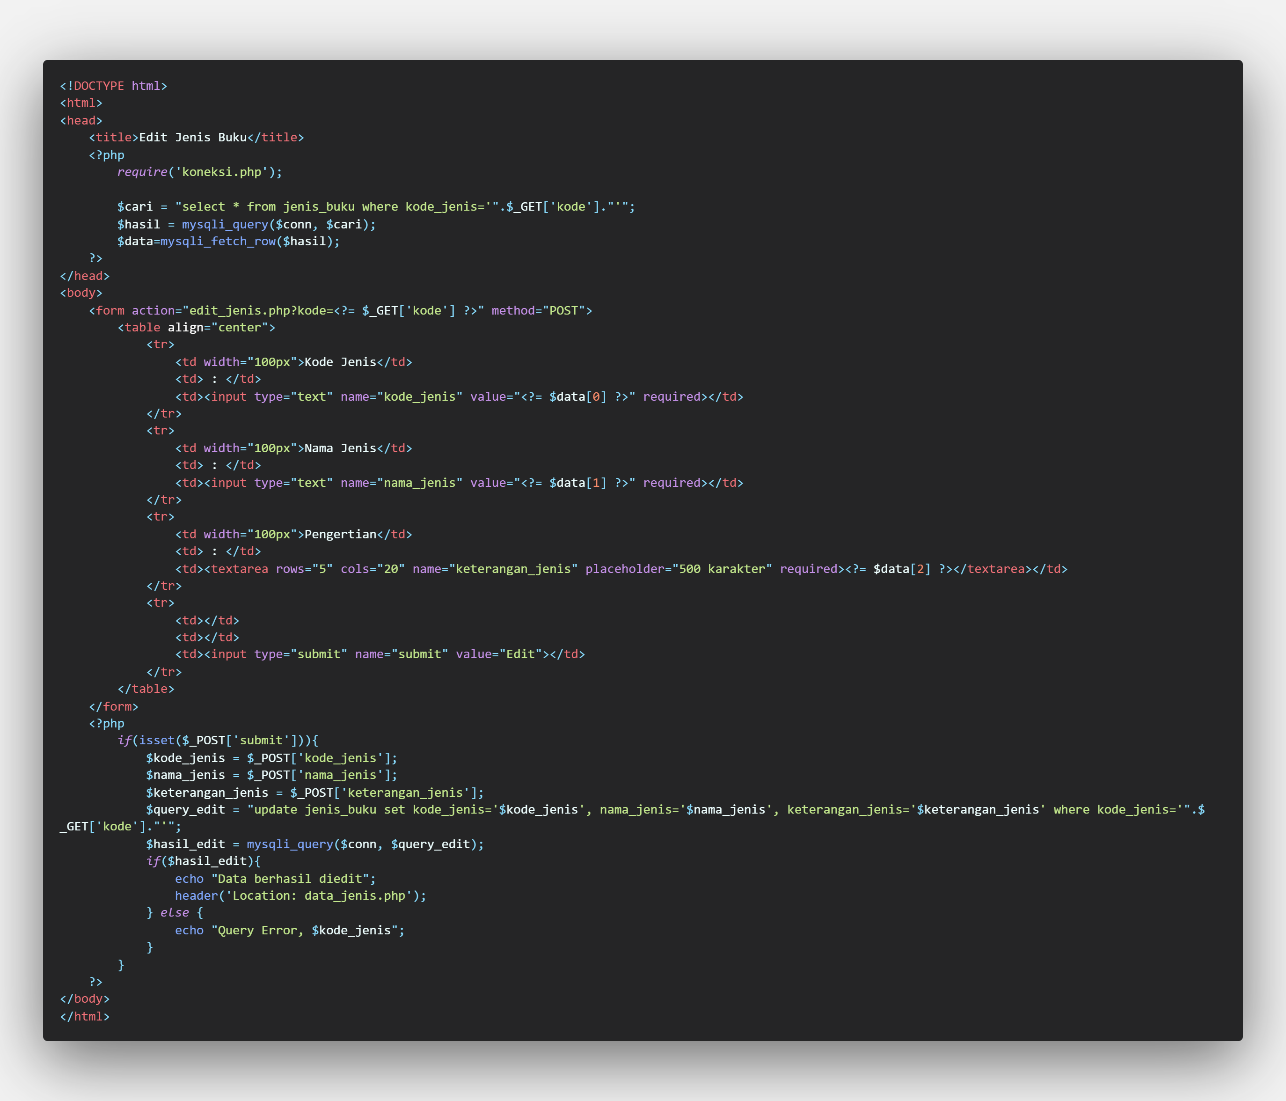 <!DOCTYPE html>
<html>
<head>
    <title>Edit Jenis Buku</title>
    <?php
        require('koneksi.php');

        $cari = "select * from jenis_buku where kode_jenis='".$_GET['kode']."'";
        $hasil = mysqli_query($conn, $cari);
        $data=mysqli_fetch_row($hasil);
    ?>
</head>
<body>
    <form action="edit_jenis.php?kode=<?= $_GET['kode'] ?>" method="POST">
        <table align="center">
            <tr>
                <td width="100px">Kode Jenis</td>
                <td> : </td>
                <td><input type="text" name="kode_jenis" value="<?= $data[0] ?>" required></td>
            </tr>
            <tr>
                <td width="100px">Nama Jenis</td>
                <td> : </td>
                <td><input type="text" name="nama_jenis" value="<?= $data[1] ?>" required></td>
            </tr>
            <tr>
                <td width="100px">Pengertian</td>
                <td> : </td>
                <td><textarea rows="5" cols="20" name="keterangan_jenis" placeholder="500 karakter" required><?= $data[2] ?></textarea></td>
            </tr>
            <tr>
                <td></td>
                <td></td>
                <td><input type="submit" name="submit" value="Edit"></td>
            </tr>
        </table>
    </form>
    <?php
        if(isset($_POST['submit'])){
            $kode_jenis = $_POST['kode_jenis'];
            $nama_jenis = $_POST['nama_jenis'];
            $keterangan_jenis = $_POST['keterangan_jenis'];
            $query_edit = "update jenis_buku set kode_jenis='$kode_jenis', nama_jenis='$nama_jenis', keterangan_jenis='$keterangan_jenis' where kode_jenis='".$
_GET['kode']."'";
            $hasil_edit = mysqli_query($conn, $query_edit);
            if($hasil_edit){
                echo "Data berhasil diedit";
                header('Location: data_jenis.php');
            } else {
                echo "Query Error, $kode_jenis";
            }
        }
    ?>
</body>
</html>